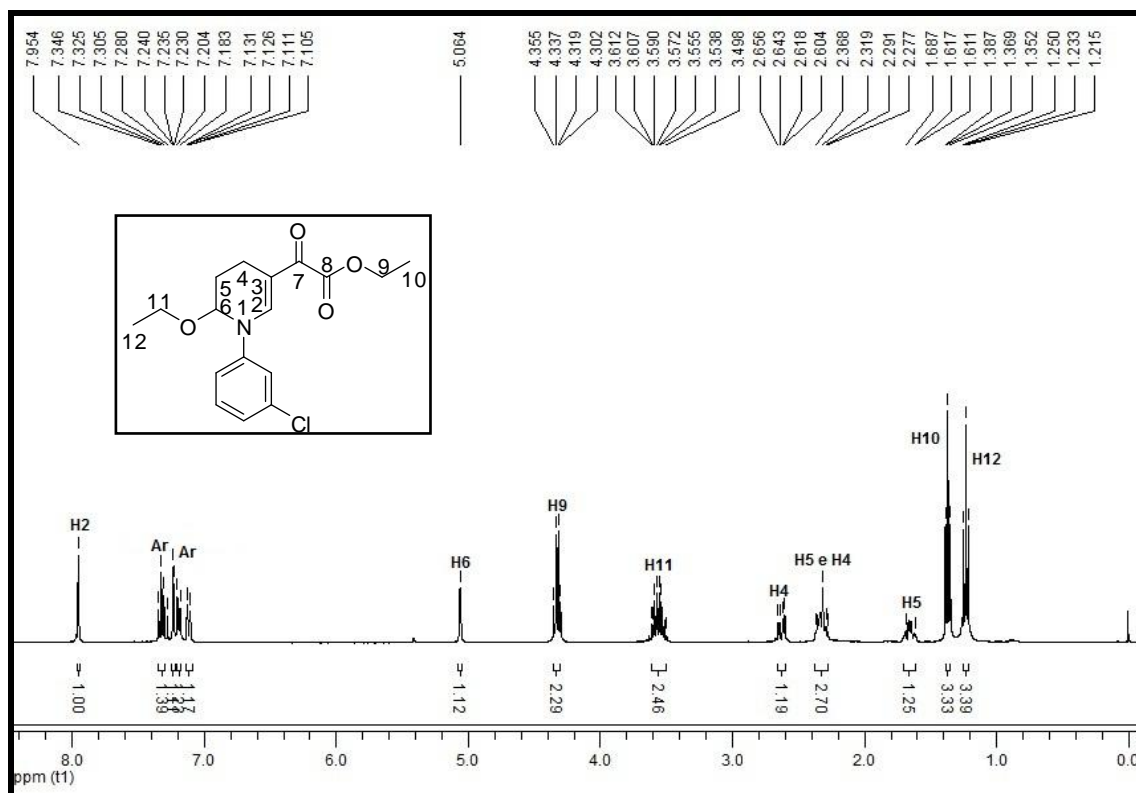 7.954 7.346 7.325 7.305 7.280 7.240 7.235 7.230 7.204 7.183 7.131 7.126 7.111 7.105 5.064 4.355 4.337 4.319 4.302 3.612 3.607 3.590 3.572 3.555 3.538 3.498 2.656 2.643 2.618 2.604 2.368 2.319 2.291 2.277 1.687 1.617 1.611 1.387 1.369 1.352 1.250 1.233 1.215
O
8 O 9
4 7 10
5 3 O
11 6 1 2
12 O N
Cl
H10
H12
H2 H9
Ar Ar H6 H11 H4 H5 e H4 H5
1.00 1.39 1.17 1.12 2.29 2.46 1.19 2.70 1.25 3.33 3.39
8.0 7.0 6.0 5.0 4.0 3.0 2.0 1.0 0.0
ppm (t1)